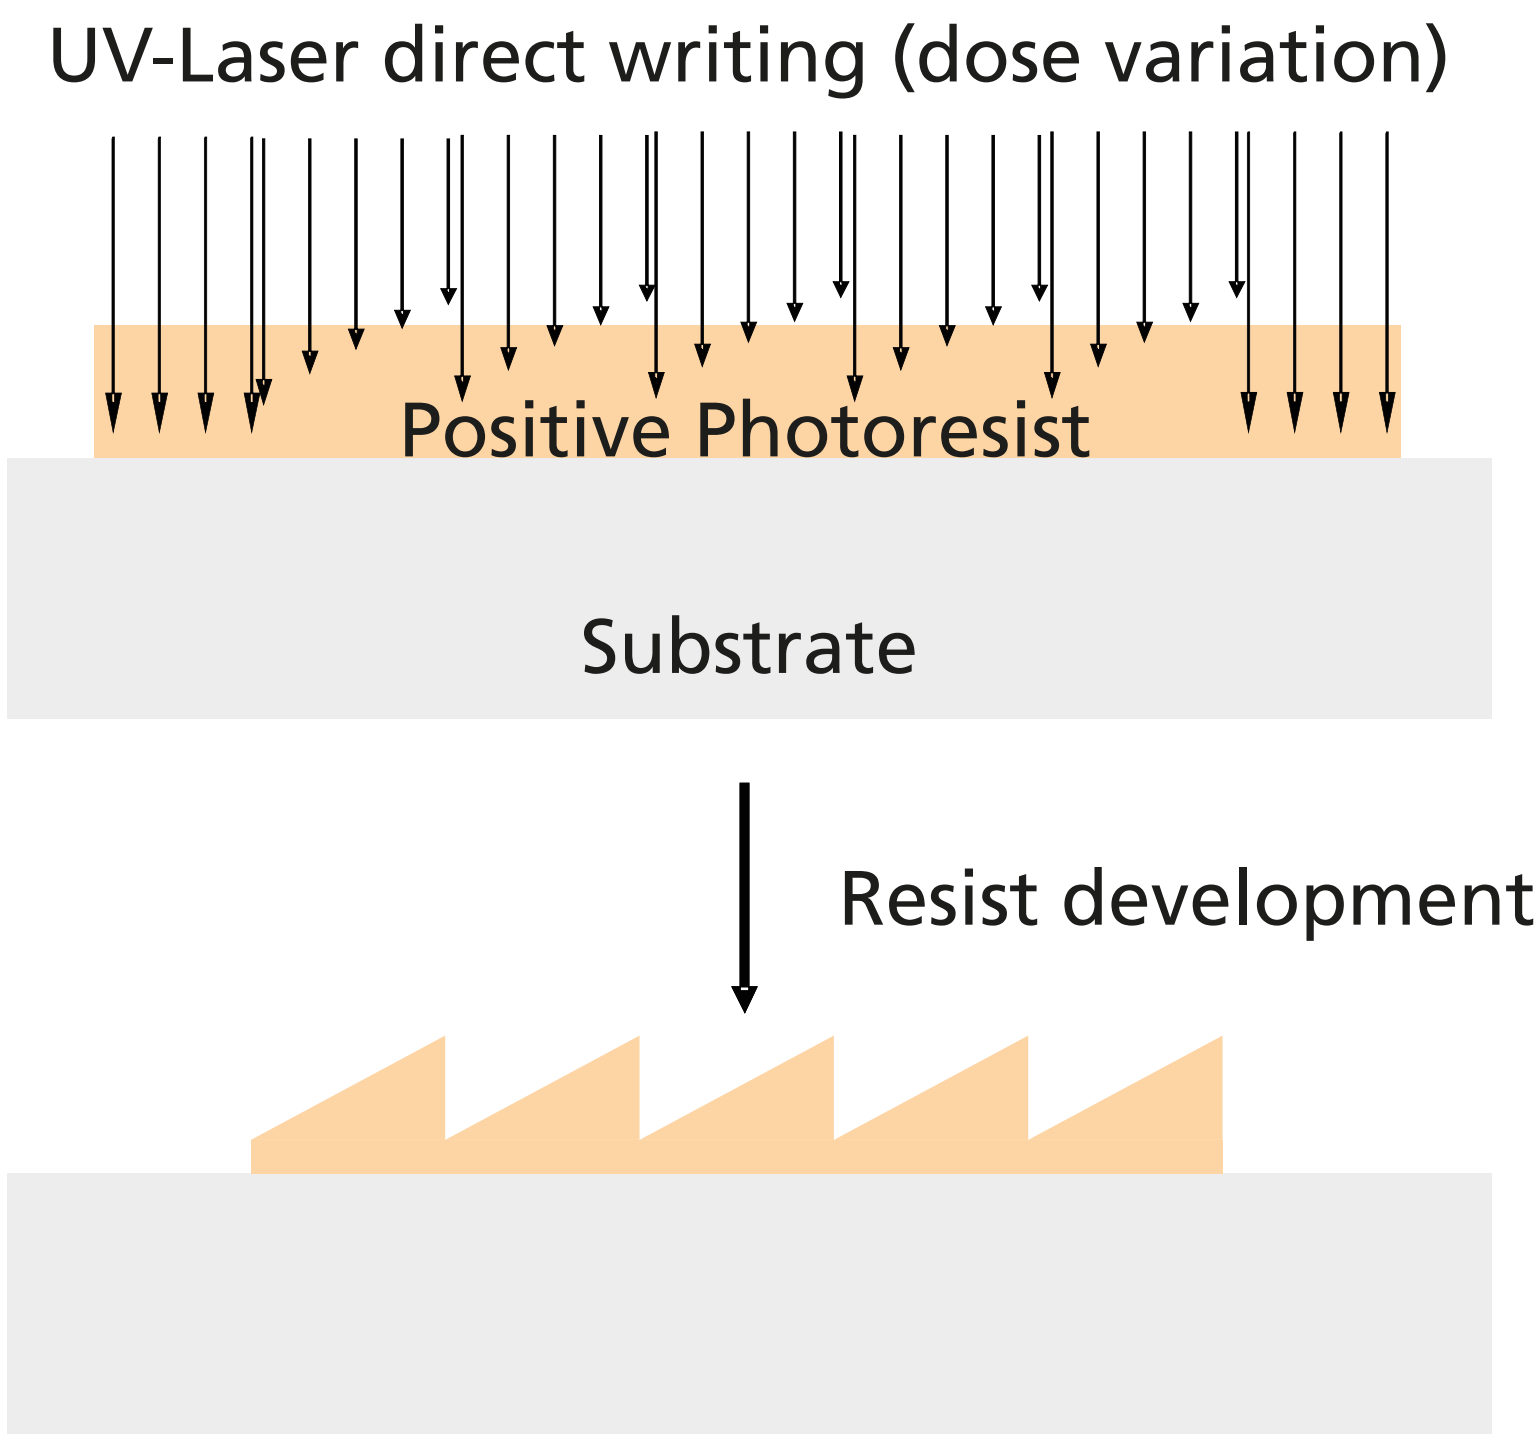 UV-Laser direct writing (dose variation)
Positive Photoresist
Substrate
Resist development